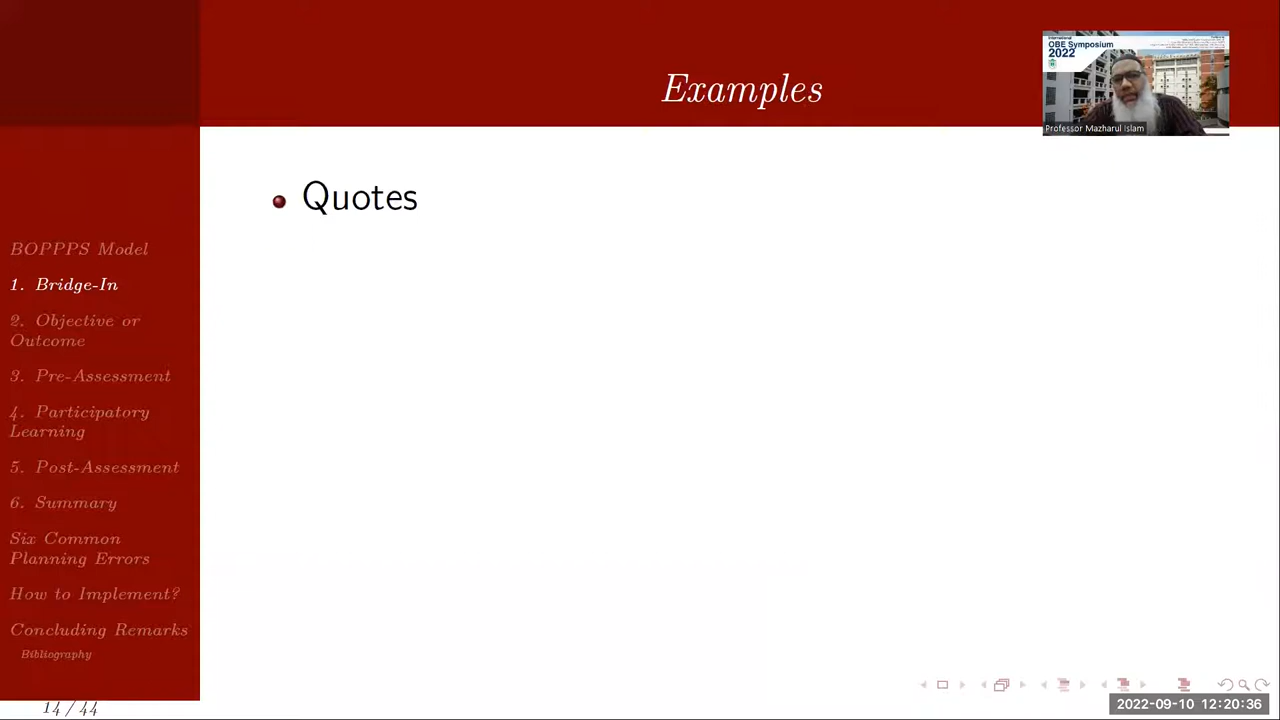 Examples
International
OBE Symposium
2022
Professor Mazharul Islam
Quotes
BOPPPS Model
1. Bridge-In
2. Objective or
Outcome
3. Pre-Assessment
4. Participatory
Learning
5. Post-Assessment
6. Summary
Six Common
Planning Errors
How to Implement?
Concluding Remarks
Bibliography
14 / 44
2022-09-10 12:20:36